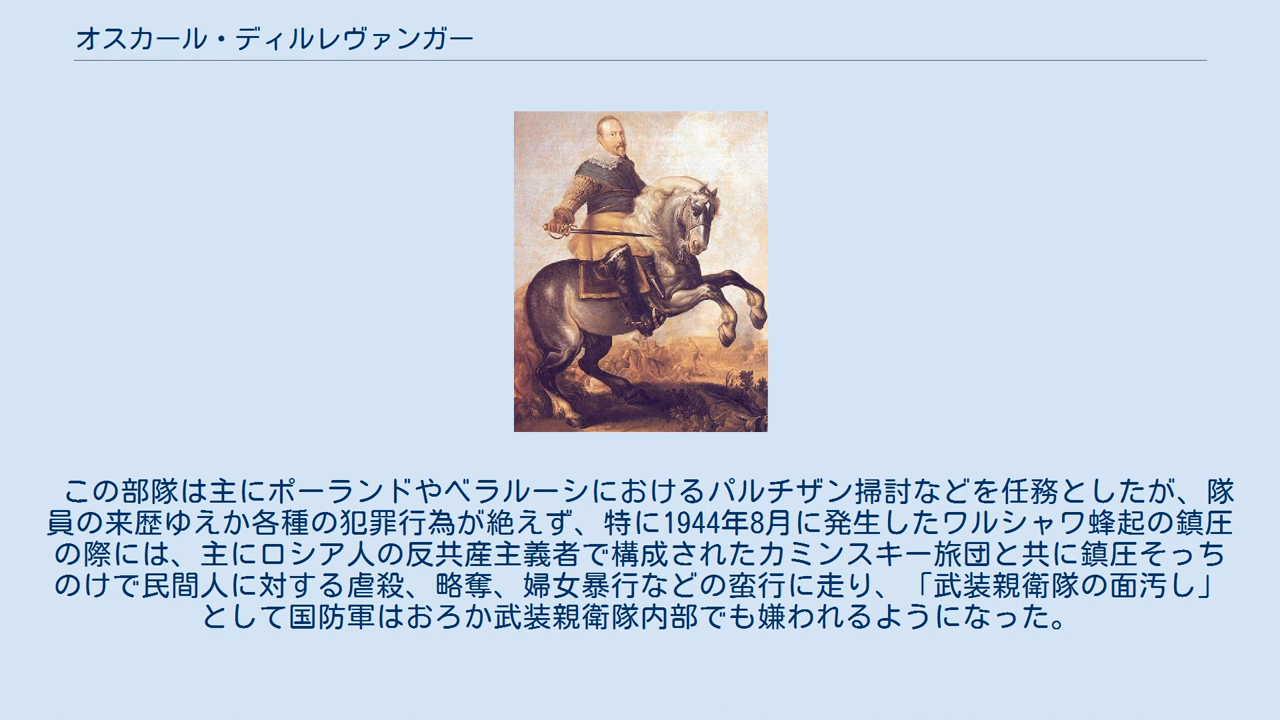 オスカール・ディルレヴァンガー
この部隊は主にポーランドやベラルーシにおけるパルチザン掃討などを任務としたが、隊
員の来歴ゆえか各種の犯罪行為が絶えず、特に1944年8月に発生したワルシャワ蜂起の鎮圧
の際には、主にロシア人の反共産主義者で構成されたカミンスキー旅団と共に鎮圧そっち
のけで民間人に対する虐殺、略奪、婦女暴行などの蛮行に走り、「武装親衛隊の面汚し」
として国防軍はおろか武装親衛隊内部でも嫌われるようになった。